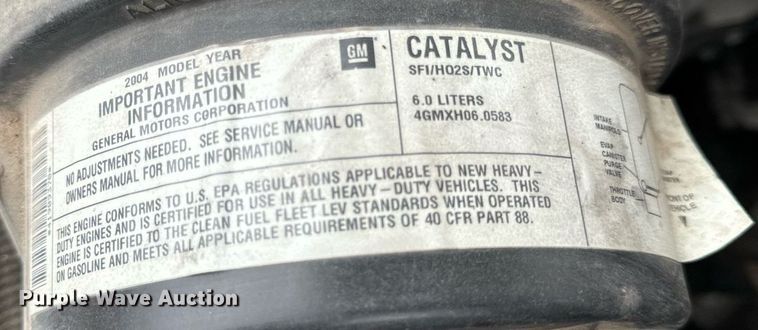 2004 MODEL YEAR
IMPORTANT ENGINE
INFORMATION
GENERAL MOTORS CORPORATION
GM
CATALYST
SFI/HO2S/TWC
6.0 LITERS
4GMXH06.0583
NO ADJUSTMENTS NEEDED. SEE SERVICE MANUAL OR
OWNERS MANUAL FOR MORE INFORMATION.
THIS ENGINE CONFORMS TO U.S. EPA REGULATIONS APPLICABLE TO NEW HEAVY-
DUTY ENGINES AND IS CERTIFIED FOR USE IN ALL HEAVY-DUTY VEHICLES. THIS
ENGINE IS CERTIFIED TO THE CLEAN FUEL FLEET LEV STANDARDS WHEN OPERATED
ON GASOLINE AND MEETS ALL APPLICABLE REQUIREMENTS OF 40 CFR PART 88.
INTAKE
MANIFOLD
EVAP
CANISTER
PURGE
VALVE
THROTTLE
BODY
OF
Purple Wave Auction